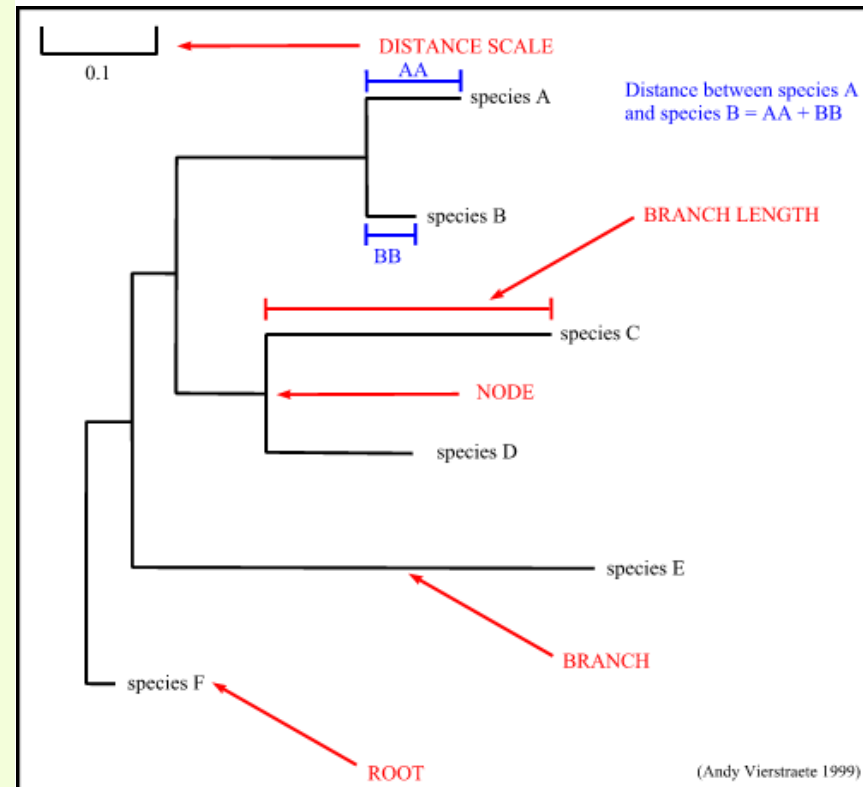 DISTANCE SCALE
0.1
AA
species A
Distance between species A
and species B = AA + BB
species B
BB
BRANCH LENGTH
species C
NODE
species D
species E
BRANCH
species F
ROOT
(Andy Vierstraete 1999)